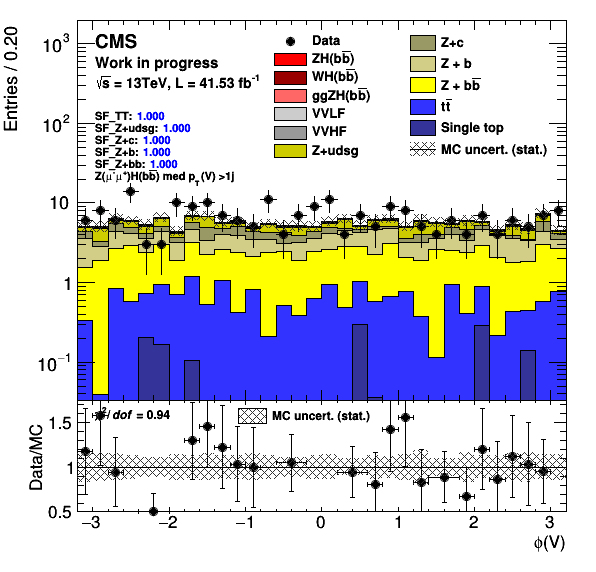 CMS
Work in progress
√s = 13TeV, L = 41.53 fb⁻¹
SF_TT: 1.000
SF_Z+udsg: 1.000
SF_Z+c: 1.000
SF_Z+b: 1.000
SF_Z+bb: 1.000
Z(μ⁻μ⁺)H(bb̅) med p_T(V) >1j
Data
ZH(bb̅)
WH(bb̅)
ggZH(bb̅)
VVLF
VVHF
Z+udsg
Z+c
Z + b
Z + bb̅
tt̅
Single top
MC uncert. (stat.)
Entries / 0.20
10³
10²
10
1
10⁻¹
/ dof = 0.94
MC uncert. (stat.)
Data/MC
1.5
1
0.5
−3 −2 −1 0 1 2 3
ϕ(V)